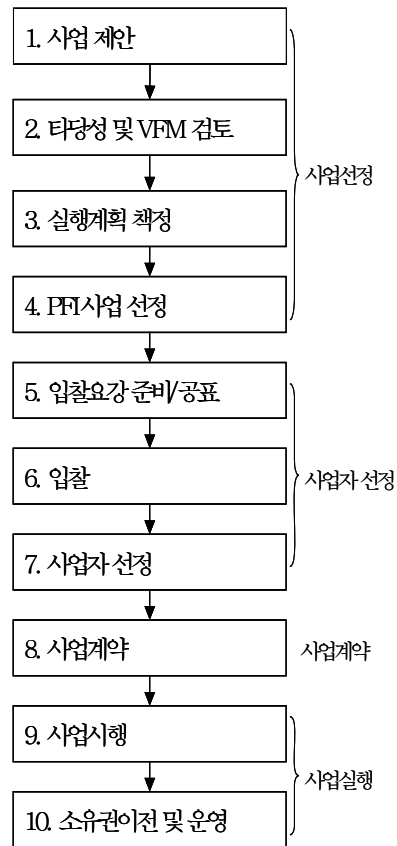 1. 사업 제안
2. 타당성 및 VFM 검토
사업선정
3. 실행계획 책정
4. PFI사업 선정
5. 입찰요강 준비/공표
6. 입찰
사업자 선정
7. 사업자 선정
8. 사업계약
사업계약
9. 사업시행
사업실행
10. 소유권이전 및 운영